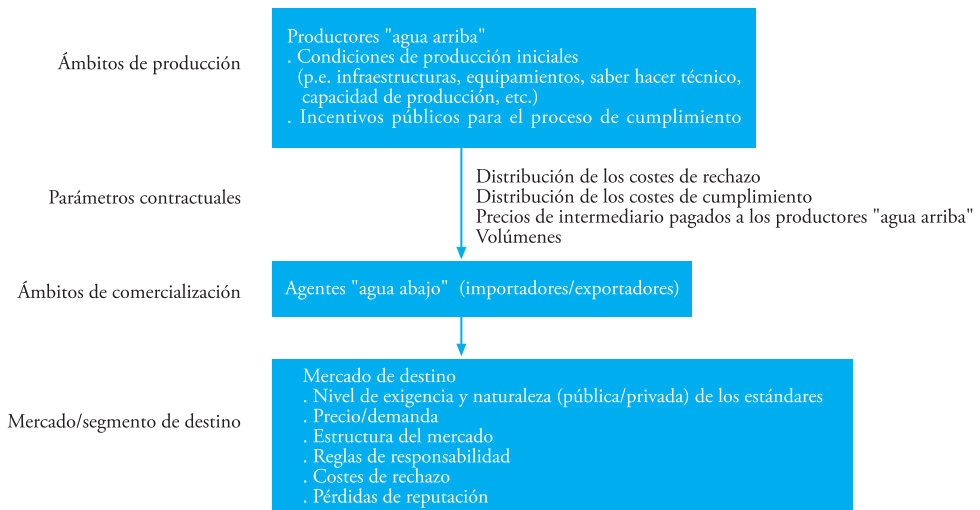 Ámbitos de producción
Productores "agua arriba"
. Condiciones de producción iniciales
(p.e. infraestructuras, equipamientos, saber hacer técnico,
capacidad de producción, etc.)
. Incentivos públicos para el proceso de cumplimiento
Parámetros contractuales
Distribución de los costes de rechazo
Distribución de los costes de cumplimiento
Precios de intermediario pagados a los productores "agua arriba"
Volúmenes
Ámbitos de comercialización
Agentes "agua abajo" (importadores/exportadores)
Mercado/segmento de destino
Mercado de destino
. Nivel de exigencia y naturaleza (pública/privada) de los estándares
. Precio/demanda
. Estructura del mercado
. Reglas de responsabilidad
. Costes de rechazo
. Pérdidas de reputación